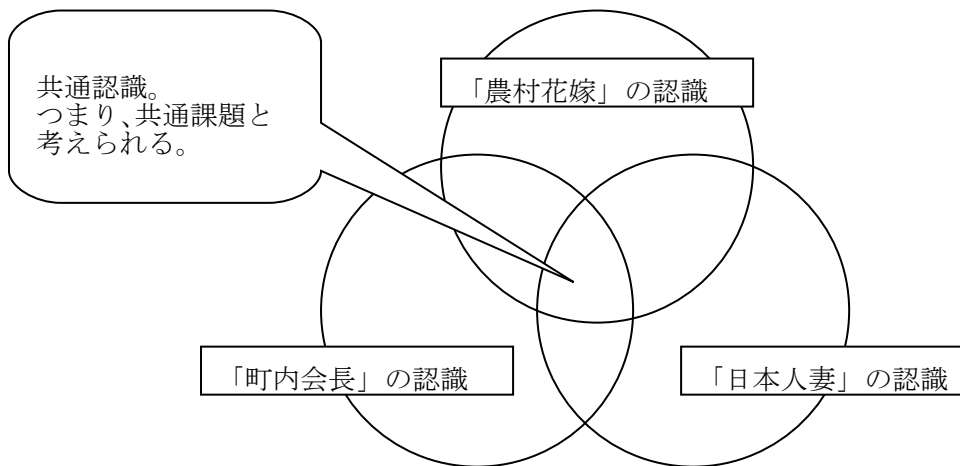 共通認識。
つまり、共通課題と
考えられる。
「農村花嫁」の認識
「町内会長」の認識
「日本人妻」の認識